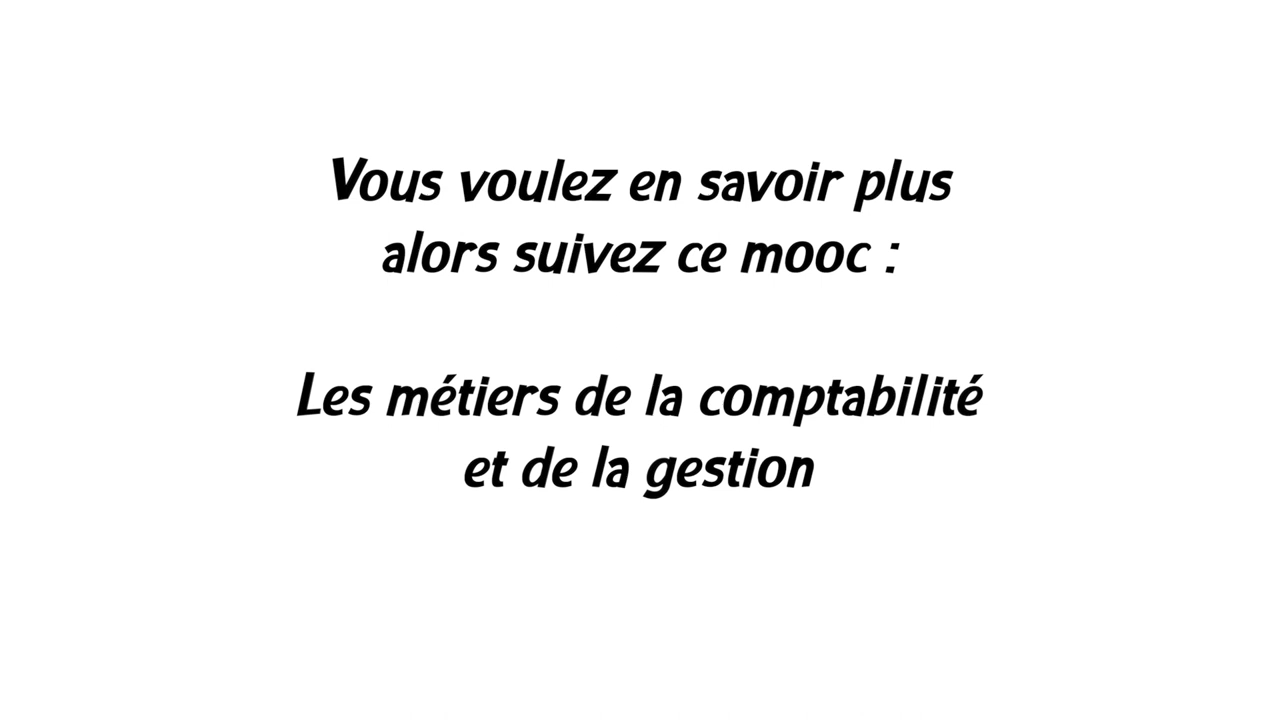 Vous voulez en savoir plus
alors suivez ce mooc :
Les métiers de la comptabilité
et de la gestion